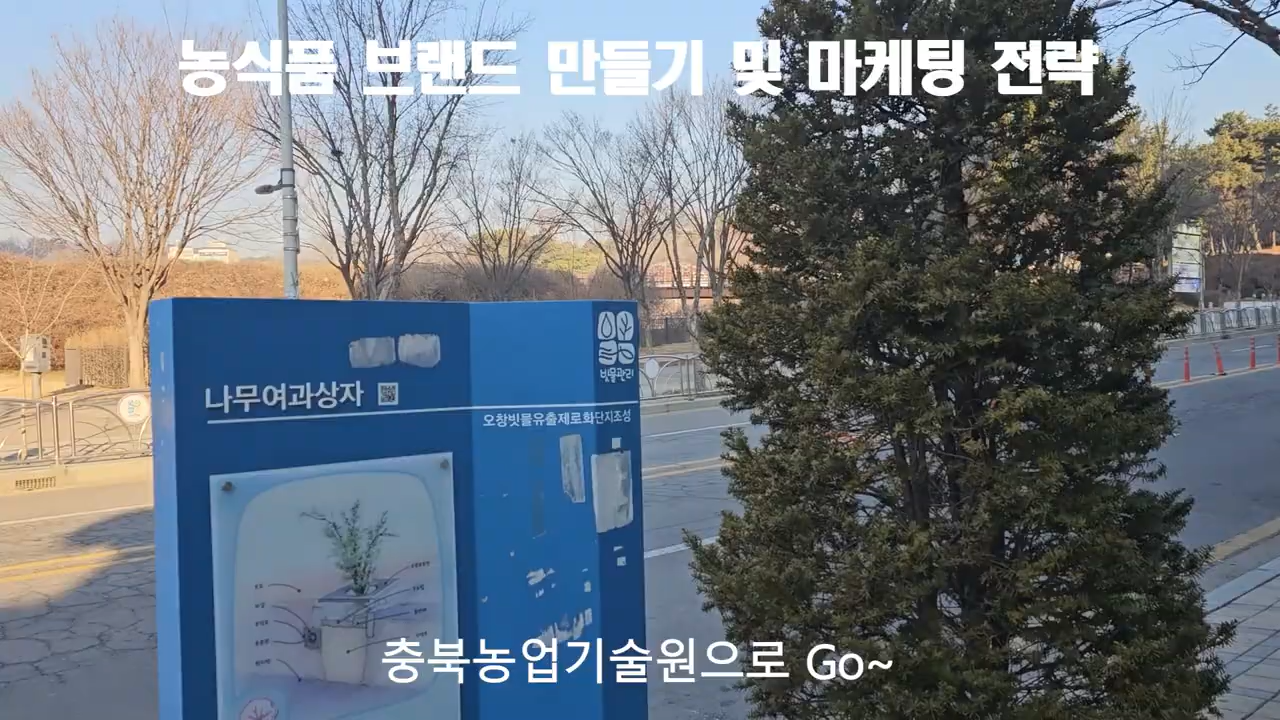 농식품 브랜드 만들기 및 마케팅 전략
빗물관리
나무여과상자
오창빗물유출제로화단지조성
충북농업기술원으로 Go~